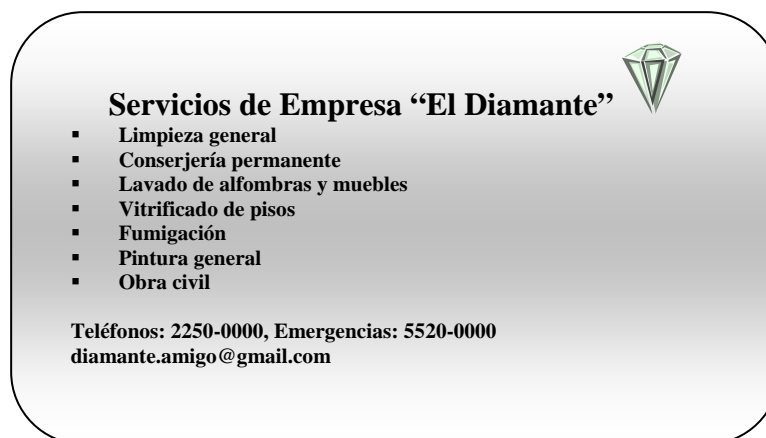 Servicios de Empresa “El Diamante”
▪ Limpieza general
▪ Conserjería permanente
▪ Lavado de alfombras y muebles
▪ Vitrificado de pisos
▪ Fumigación
▪ Pintura general
▪ Obra civil
Teléfonos: 2250-0000, Emergencias: 5520-0000
diamante.amigo@gmail.com